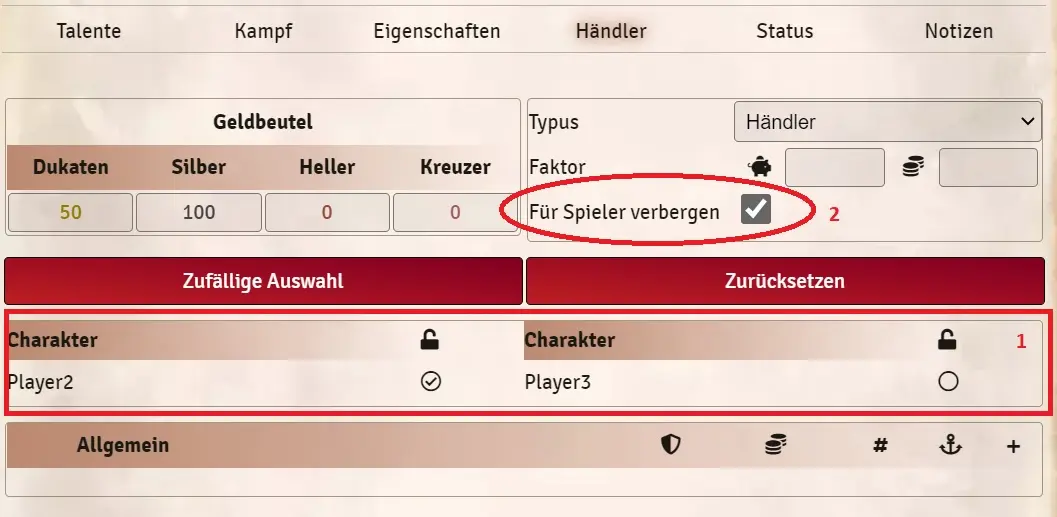 Talente Kampf Eigenschaften Händler Status Notizen
Geldbeutel
Dukaten Silber Heller Kreuzer
50 100 0 0
Typus Händler
Faktor
Für Spieler verbergen 2
Zufällige Auswahl Zurücksetzen
Charakter Charakter 1
Player2 Player3
Allgemein # +